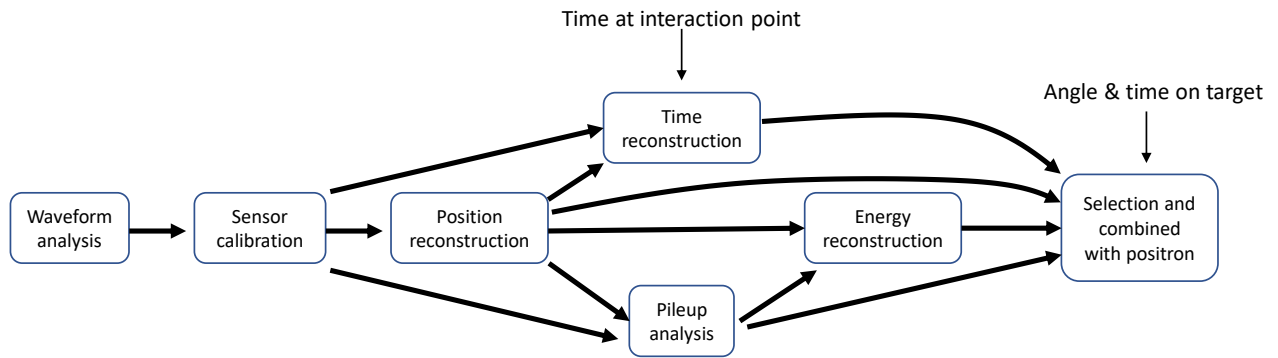 Time at interaction point
Angle & time on target
Time
reconstruction
Waveform
analysis
Sensor
calibration
Position
reconstruction
Energy
reconstruction
Selection and
combined
with positron
Pileup
analysis